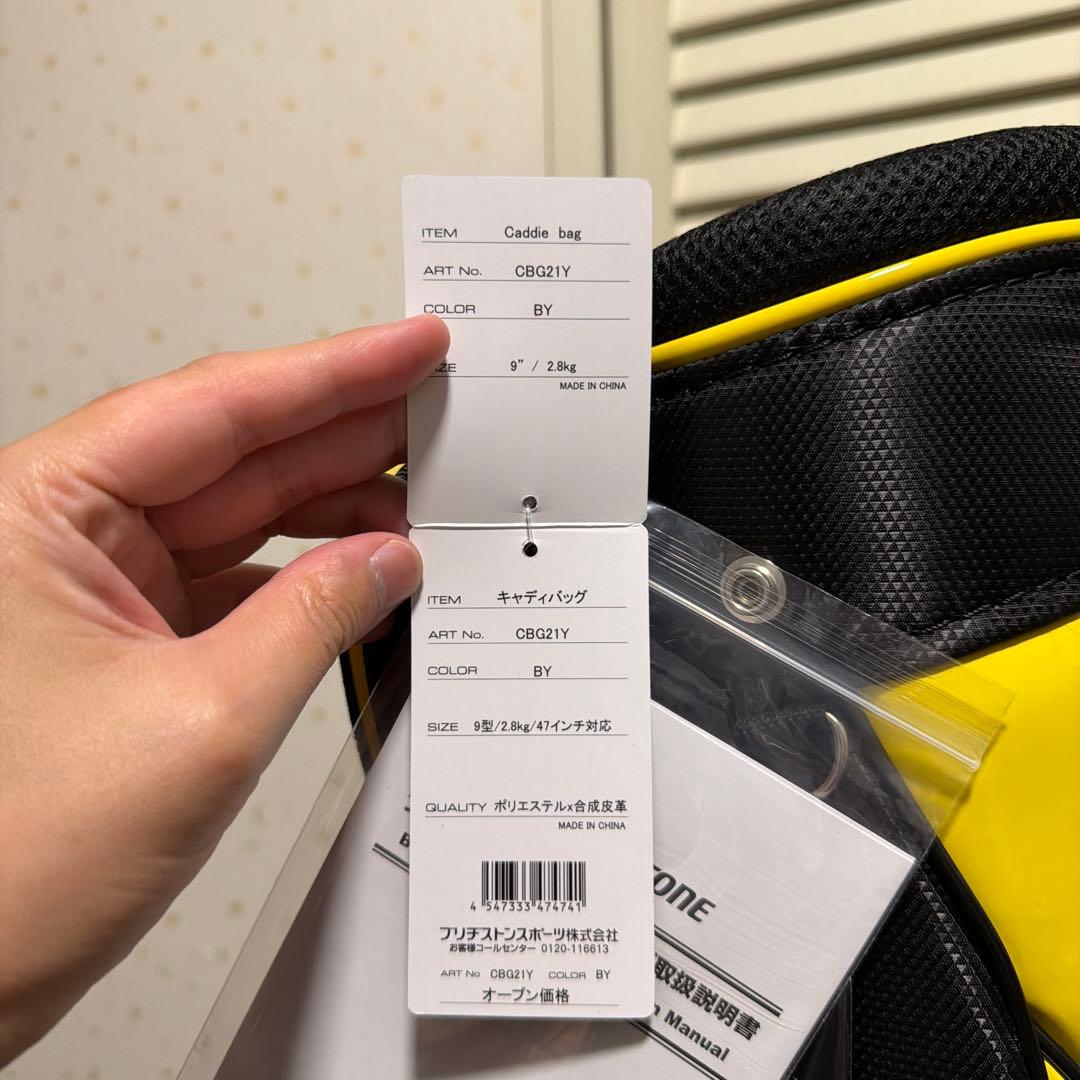 ITEM Caddie bag
ART No. CBG21Y
COLOR BY
9” / 2.8kg
MADE IN CHINA
ITEM キャディバッグ
ART No. CBG21Y
COLOR BY
SIZE 9型/2.8kg/47インチ対応
QUALITY ポリエステルx合成皮革
MADE IN CHINA
4 547333 474741
ブリヂストンスポーツ株式会社
お客様コールセンター 0120-116613
ART No CBG21Y COLOR BY
オープン価格
取扱説明書
Manual